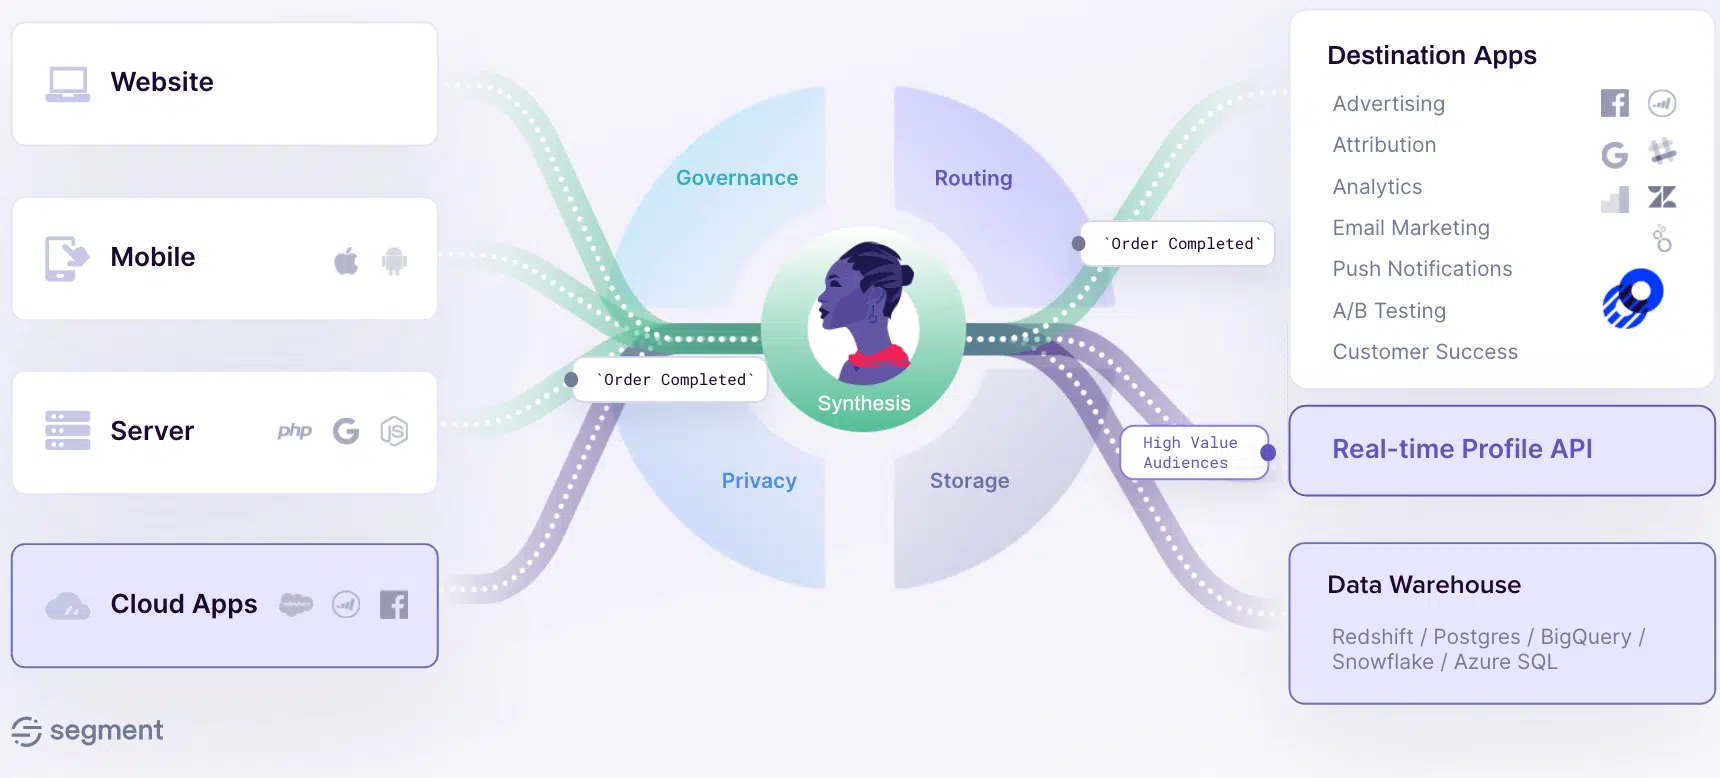 Website
Mobile
php
Server
Cloud Apps
segment
Governance
Routing
`Order Completed`
`Order Completed`
Synthesis
Privacy
Storage
High Value
Audiences
Destination Apps
Advertising
Attribution
Analytics
Email Marketing
Push Notifications
A/B Testing
Customer Success
Real-time Profile API
Data Warehouse
Redshift / Postgres / BigQuery /
Snowflake / Azure SQL